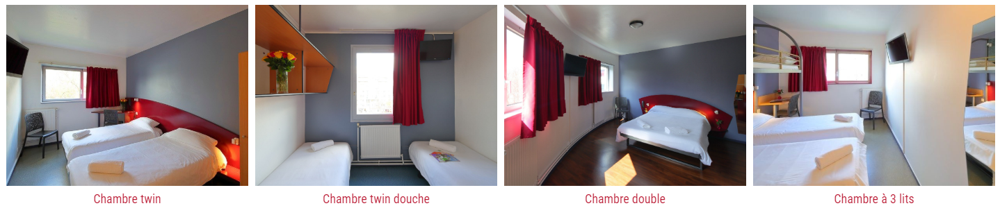 Chambre twin
Chambre twin douche
Chambre double
Chambre à 3 lits